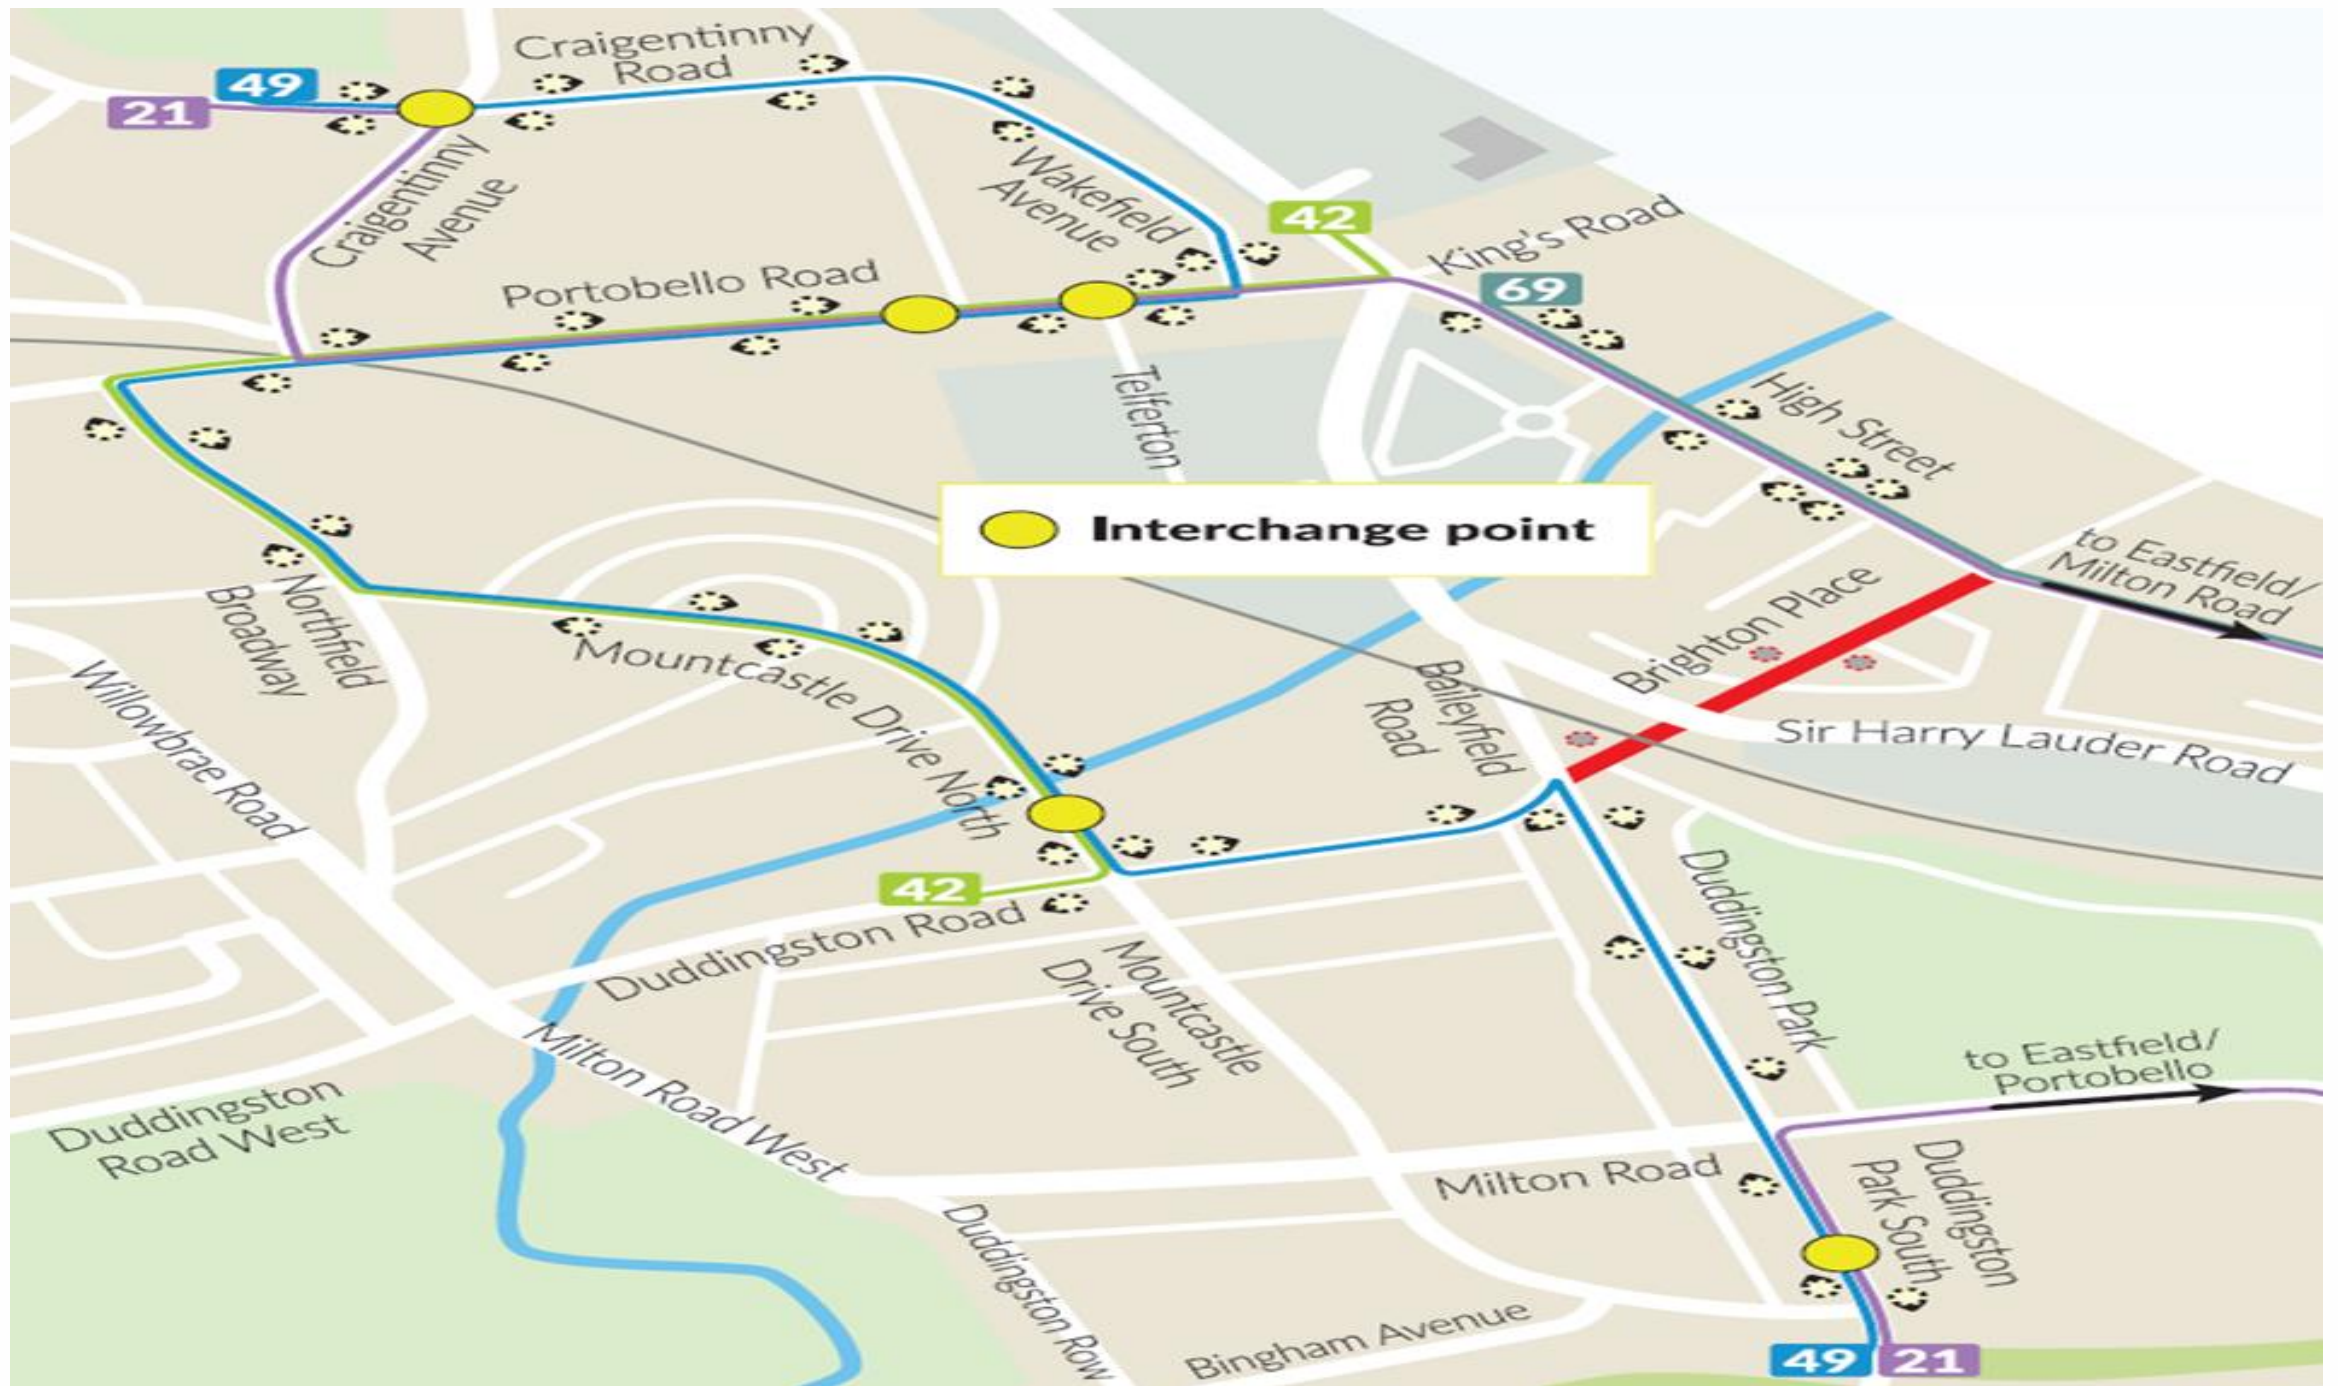 Craigentinny
Road
49
21
Craigentinny
Avenue
Wakefield
Avenue
42
King's Road
Portobello Road
69
Telferton
High Street
Interchange point
to Eastfield/
Milton Road
Brighton Place
Northfield
Broadway
Mountcastle Drive North
Baileyfield
Road
Sir Harry Lauder Road
Willowbrae Road
42
Duddingston Road
Duddingston Park
Mountcastle
Drive South
Milton Road West
to Eastfield/
Portobello
Duddingston
Road West
Milton Road
Duddingston
Park South
Duddingston Row
Bingham Avenue
49
21